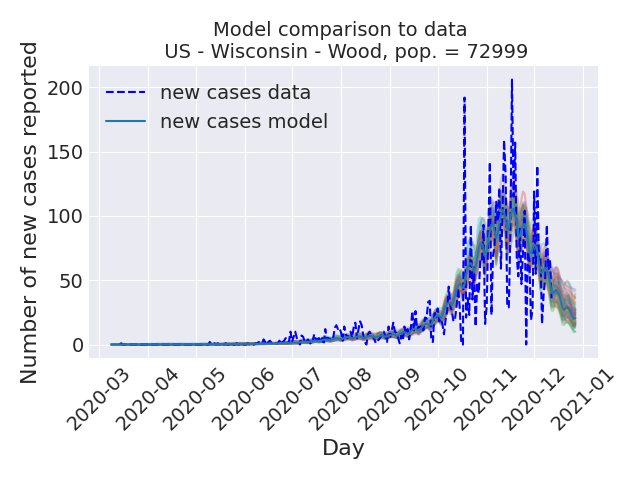 Model comparison to data
US - Wisconsin - Wood, pop. = 72999
Number of new cases reported
200
150
100
50
0
new cases data
new cases model
2020-03
2020-04
2020-05
2020-06
2020-07
2020-08
2020-09
2020-10
2020-11
2020-12
2021-01
Day